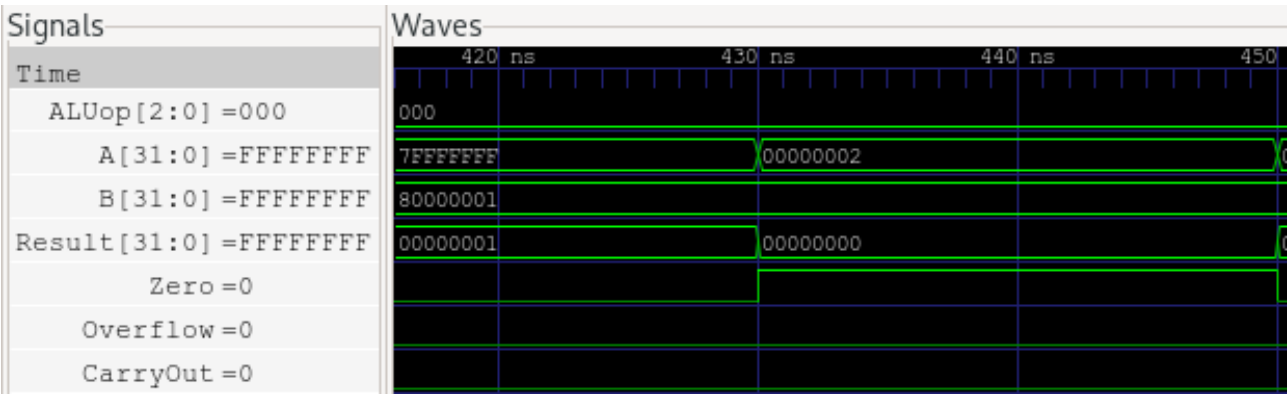 Signals Waves
Time 420 ns 430 ns 440 ns 450
ALUop[2:0] =000 000
A[31:0] =FFFFFFFF 7FFFFFFF 00000002
B[31:0] =FFFFFFFF 80000001
Result[31:0] =FFFFFFFF 00000001 00000000
Zero =0
Overflow =0
CarryOut =0